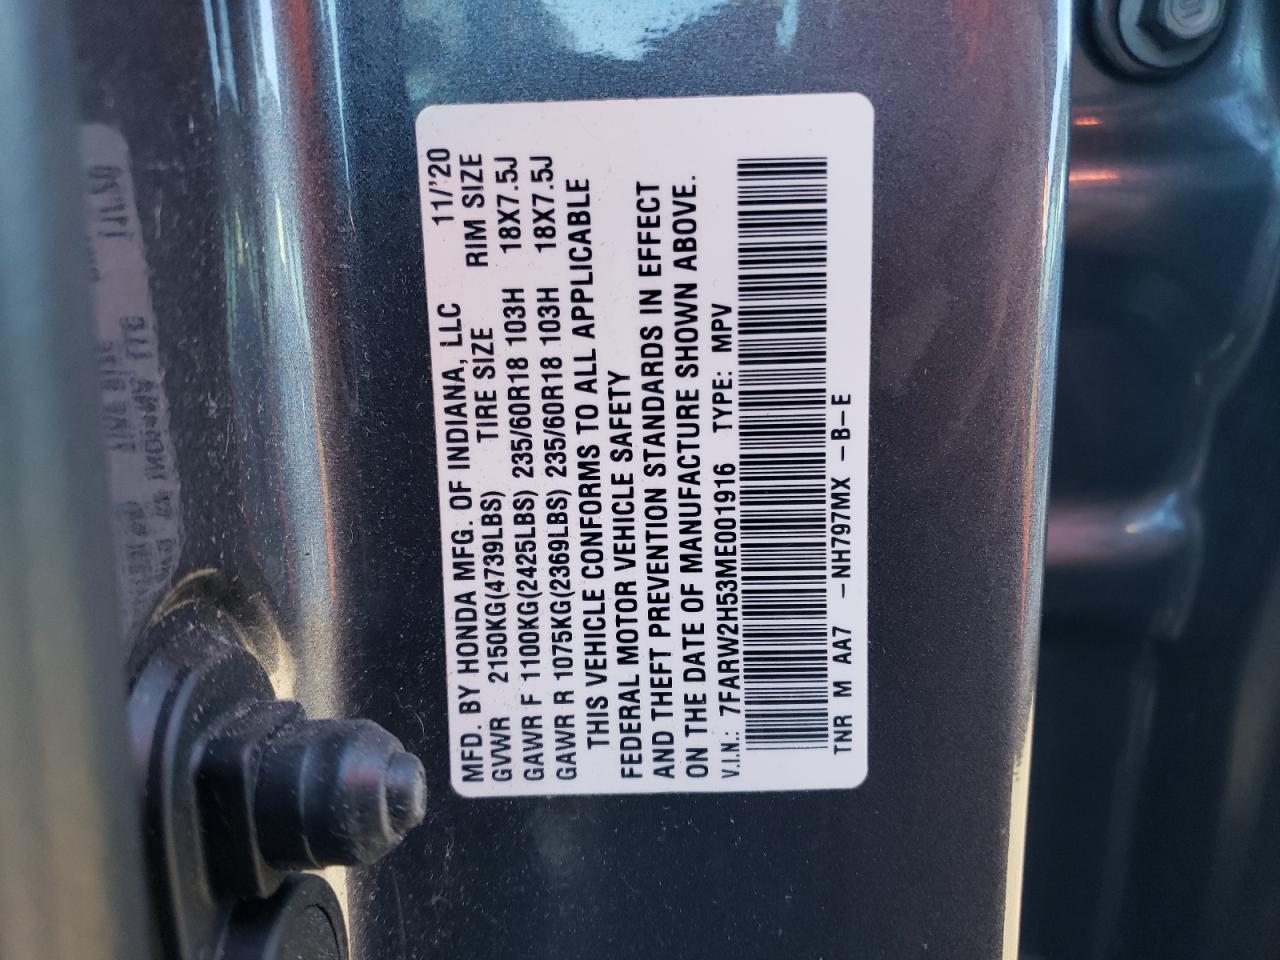 MFD. BY HONDA MFG. OF INDIANA, LLC 11/'20
GVWR 2150KG(4739LBS) TIRE SIZE RIM SIZE
GAWR F 1100KG(2425LBS) 235/60R18 103H 18X7.5J
GAWR R 1075KG(2369LBS) 235/60R18 103H 18X7.5J
THIS VEHICLE CONFORMS TO ALL APPLICABLE
FEDERAL MOTOR VEHICLE SAFETY
AND THEFT PREVENTION STANDARDS IN EFFECT
ON THE DATE OF MANUFACTURE SHOWN ABOVE.
V.I.N.: 7FARW2H53ME001916 TYPE: MPV
TNR M AA7 -NH797MX -B-E